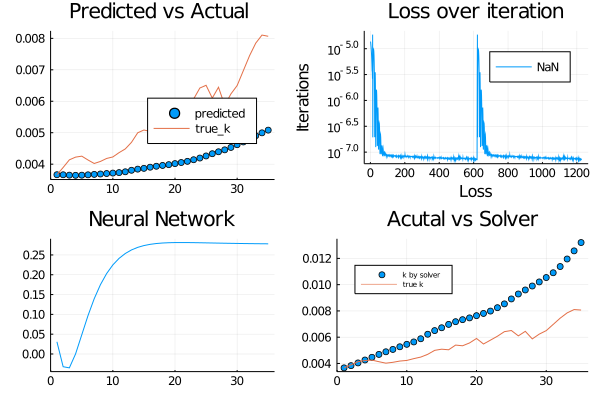 Predicted vs Actual
0.008
0.007
0.006
0.005
0.004
predicted
true_k
0 10 20 30
Loss over iteration
10^-5.0
10^-5.5
10^-6.0
10^-6.5
10^-7.0
Iterations
NaN
0 200 400 600 800 1000 1200
Loss
Neural Network
0.25
0.20
0.15
0.10
0.05
0.00
0 10 20 30
Acutal vs Solver
0.012
0.010
0.008
0.006
0.004
k by solver
true k
0 10 20 30